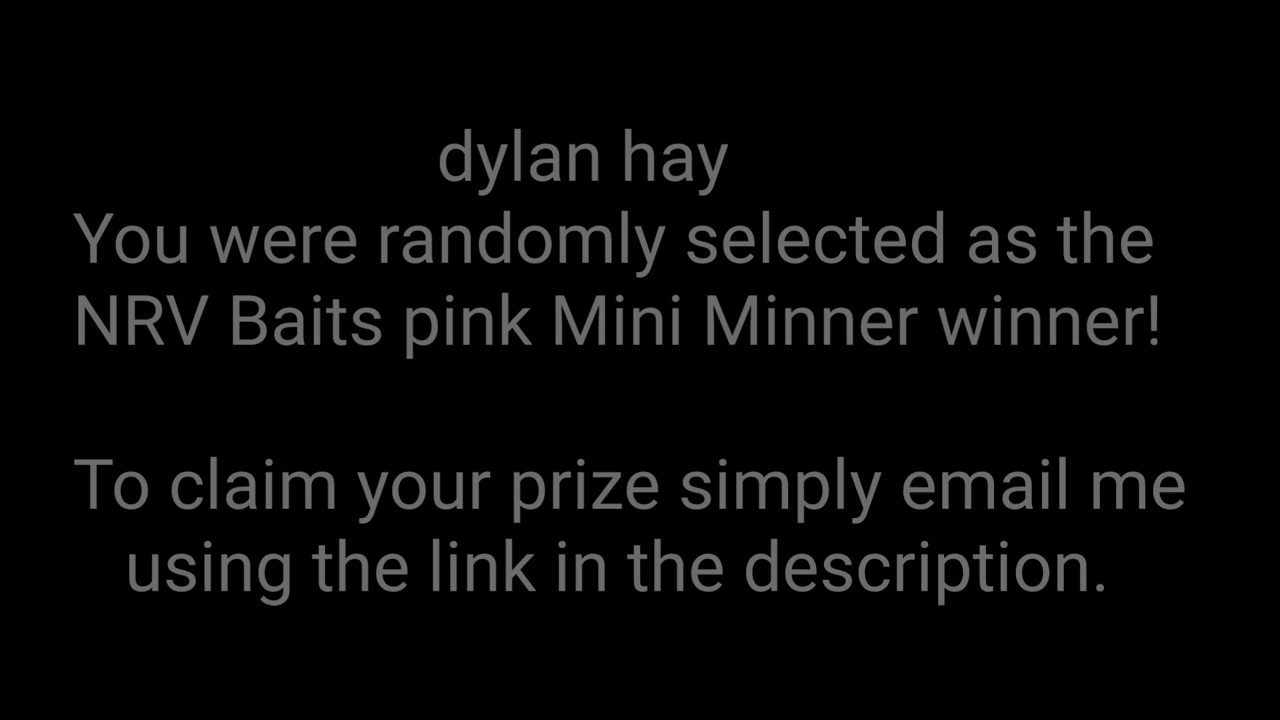 dylan hay
You were randomly selected as the
NRV Baits pink Mini Minner winner!
To claim your prize simply email me
using the link in the description.